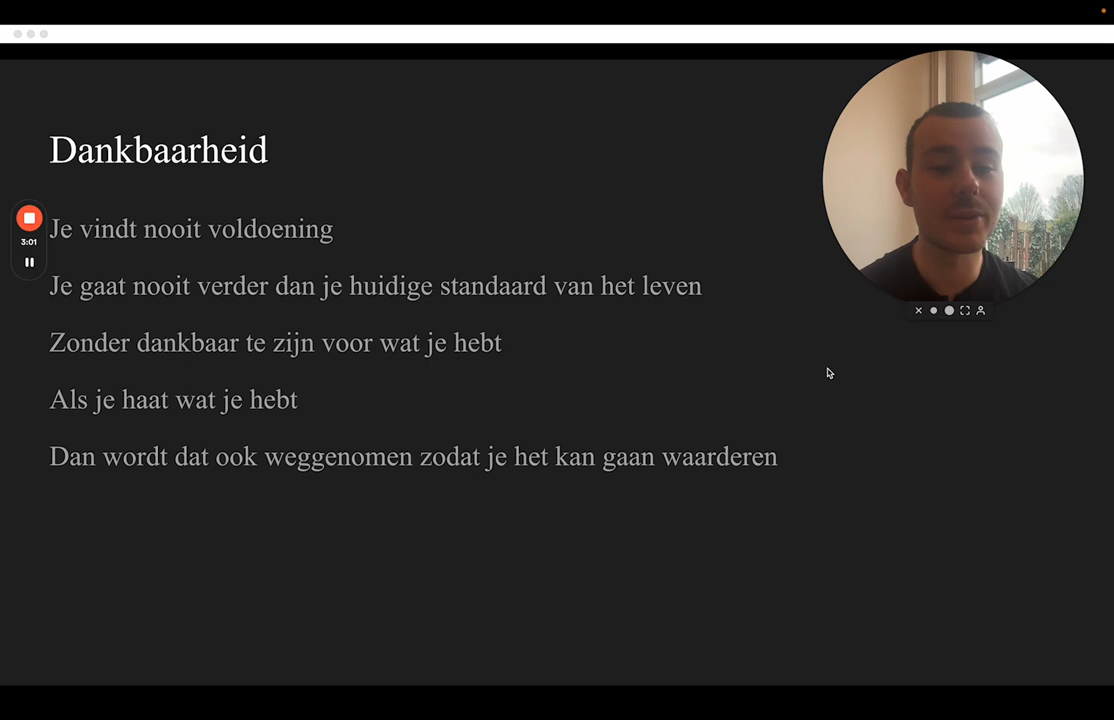 Dankbaarheid
Je vindt nooit voldoening
3:01
Je gaat nooit verder dan je huidige standaard van het leven
Zonder dankbaar te zijn voor wat je hebt
Als je haat wat je hebt
Dan wordt dat ook weggenomen zodat je het kan gaan waarderen